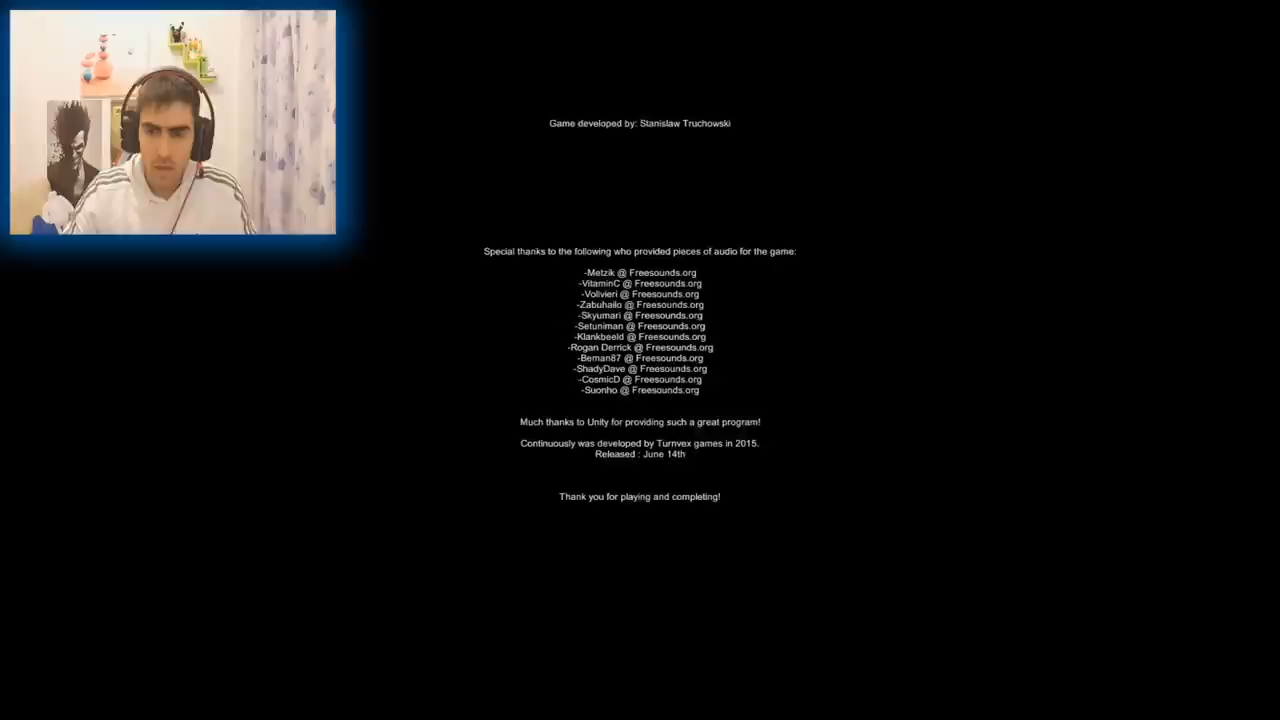 Game developed by: Stanislaw Truchowski
Special thanks to the following who provided pieces of audio for the game:
-Metzik @ Freesounds.org
-VitaminC @ Freesounds.org
-Volivieri @ Freesounds.org
-Zabuhailo @ Freesounds.org
-Skyumari @ Freesounds.org
-Setuniman @ Freesounds.org
-Klankbeeld @ Freesounds.org
-Rogan Derrick @ Freesounds.org
-Beman87 @ Freesounds.org
-ShadyDave @ Freesounds.org
-CosmicD @ Freesounds.org
-Suonho @ Freesounds.org
Much thanks to Unity for providing such a great program!
Continuously was developed by Turnvex games in 2015.
Released : June 14th
Thank you for playing and completing!